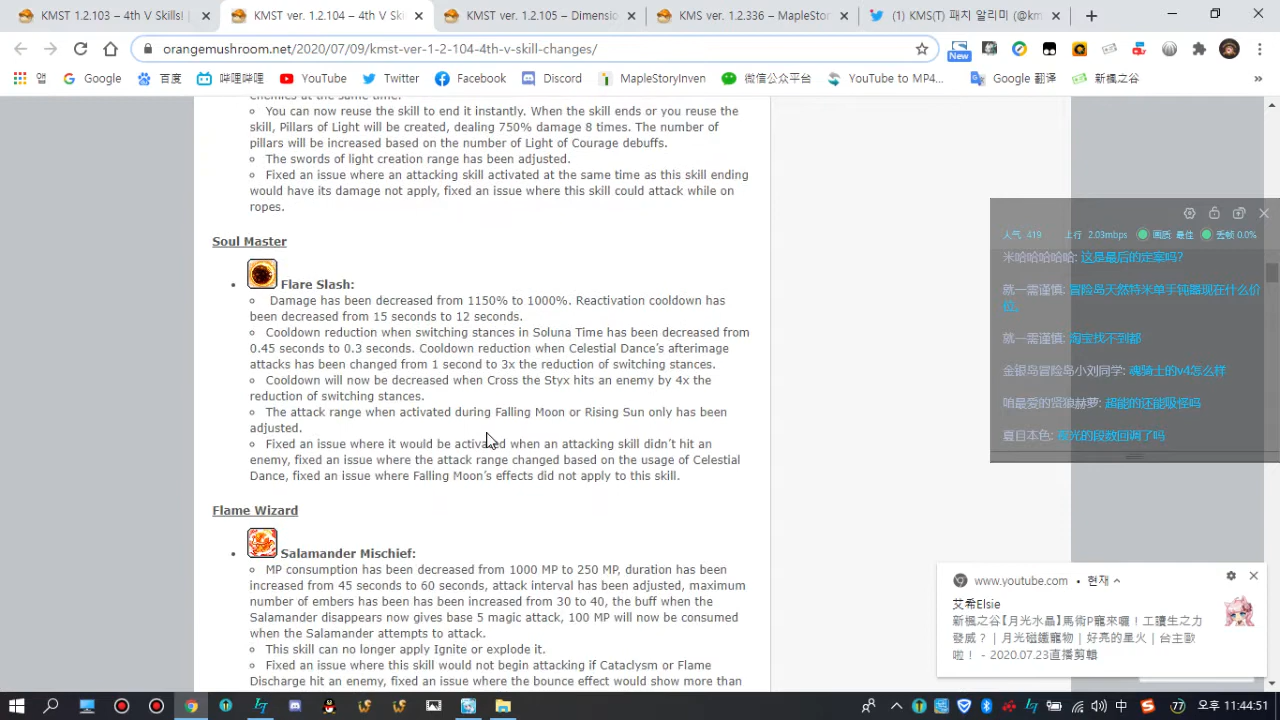 KMST 1.2.103 – 4th V Skills!
KMST ver. 1.2.104 – 4th V Ski
KMST ver. 1.2.105 – Dimensio
KMS ver. 1.2.336 – MapleStor
(1) KMS(T) 패치 알리미 (@km
orangemushroom.net/2020/07/09/kmst-ver-1-2-104-4th-v-skill-changes/
New
앱
Google
百度
哔哩哔哩
YouTube
Twitter
Facebook
Discord
MapleStoryInven
微信公众平台
YouTube to MP4...
Google 翻译
新楓之谷
»
enemies at the same time.
You can now reuse the skill to end it instantly. When the skill ends or you reuse the
skill, Pillars of Light will be created, dealing 750% damage 8 times. The number of
pillars will be increased based on the number of Light of Courage debuffs.
The swords of light creation range has been adjusted.
Fixed an issue where an attacking skill activated at the same time as this skill ending
would have its damage not apply, fixed an issue where this skill could attack while on
ropes.
Soul Master
Flare Slash:
Damage has been decreased from 1150% to 1000%. Reactivation cooldown has
been decreased from 15 seconds to 12 seconds.
Cooldown reduction when switching stances in Soluna Time has been decreased from
0.45 seconds to 0.3 seconds. Cooldown reduction when Celestial Dance's afterimage
attacks has been changed from 1 second to 3x the reduction of switching stances.
Cooldown will now be decreased when Cross the Styx hits an enemy by 4x the
reduction of switching stances.
The attack range when activated during Falling Moon or Rising Sun only has been
adjusted.
Fixed an issue where it would be activated when an attacking skill didn't hit an
enemy, fixed an issue where the attack range changed based on the usage of Celestial
Dance, fixed an issue where Falling Moon's effects did not apply to this skill.
Flame Wizard
Salamander Mischief:
MP consumption has been decreased from 1000 MP to 250 MP, duration has been
increased from 45 seconds to 60 seconds, attack interval has been adjusted, maximum
number of embers has been has been increased from 30 to 40, the buff when the
Salamander disappears now gives base 5 magic attack, 100 MP will now be consumed
when the Salamander attempts to attack.
This skill can no longer apply Ignite or explode it.
Fixed an issue where this skill would not begin attacking if Cataclysm or Flame
Discharge hit an enemy, fixed an issue where the bounce effect would show more than
人气 419 上行 2.03mbps 画质 最佳 丢帧 0.0%
米哈哈哈哈哈: 这是最后的定案吗?
就一需谨慎: 冒险岛天然特米单手钝器现在什么价
位。
就一需谨慎: 淘宝找不到都
金银岛冒险岛小刘同学: 魂骑士的v4怎么样
咱最爱的贤狼赫萝: 超能的还能吸怪吗
夏目本色: 夜光的段数回调了吗
www.youtube.com • 현재
艾希Elsie
新楓之谷【月光水晶】馬術P寵來囉！工讀生之力
發威？| 月光磁鐵寵物 | 好亮的星火 | 台主歐
啦！ - 2020.07.23直播剪輯
中
77
오후 11:44:51